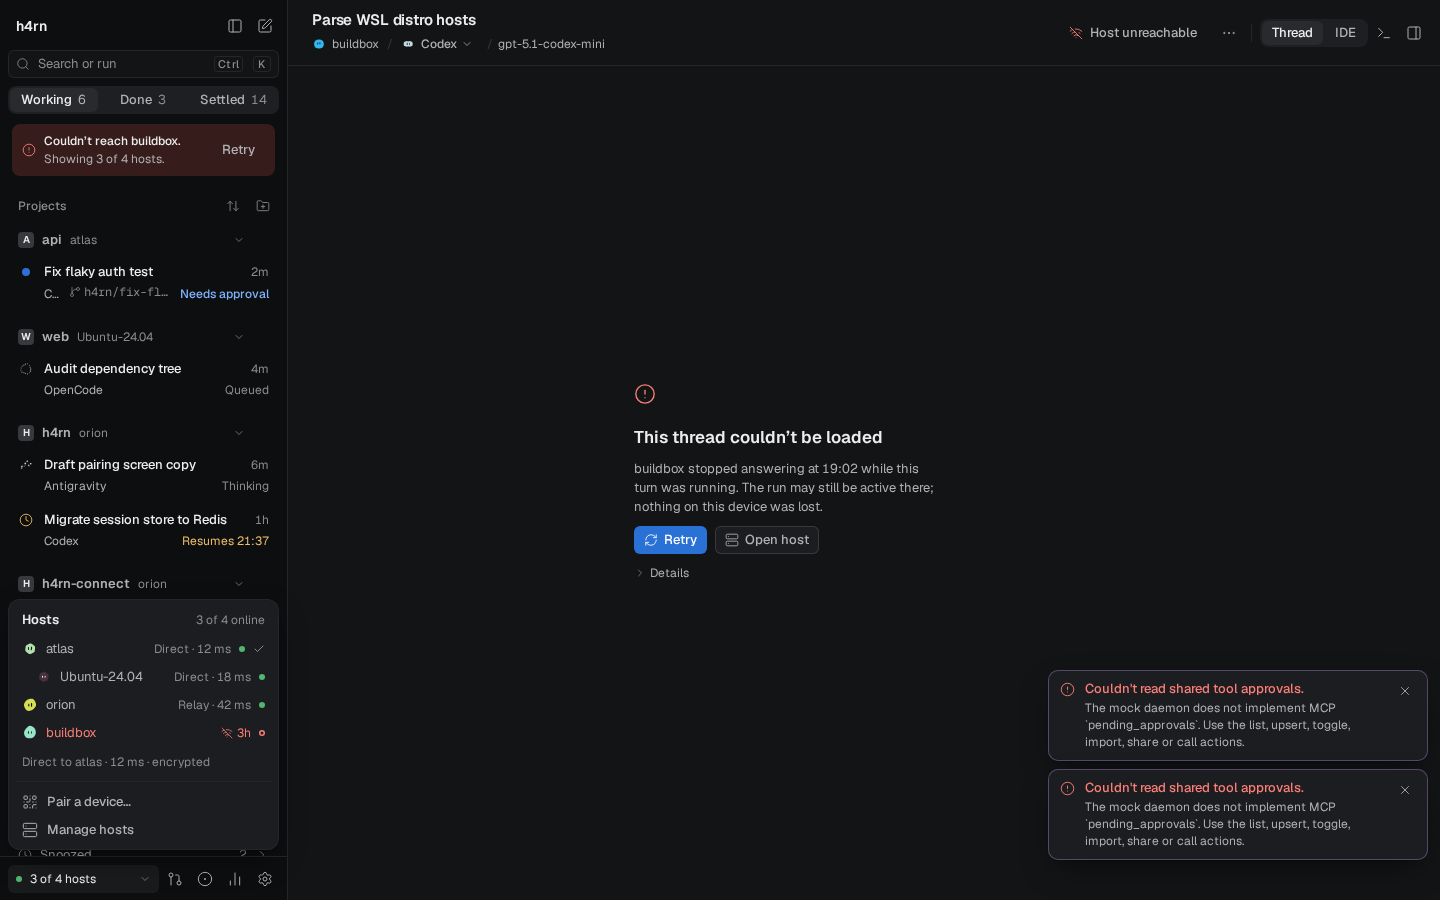 h4rn
Search or run Ctrl K
Working 6 Done 3 Settled 14
Couldn't reach buildbox.
Showing 3 of 4 hosts.
Retry
Projects
A api atlas
Fix flaky auth test 2m
C… h4rn/fix-fl… Needs approval
W web Ubuntu-24.04
Audit dependency tree 4m
OpenCode Queued
H h4rn orion
Draft pairing screen copy 6m
Antigravity Thinking
Migrate session store to Redis 1h
Codex Resumes 21:37
H h4rn-connect orion
Hosts 3 of 4 online
atlas Direct · 12 ms
Ubuntu-24.04 Direct · 18 ms
orion Relay · 42 ms
buildbox 3h
Direct to atlas · 12 ms · encrypted
Pair a device…
Manage hosts
Snoozed 2
3 of 4 hosts
Parse WSL distro hosts
buildbox / Codex / gpt-5.1-codex-mini
Host unreachable
Thread IDE
This thread couldn’t be loaded
buildbox stopped answering at 19:02 while this
turn was running. The run may still be active there;
nothing on this device was lost.
Retry Open host
Details
Couldn't read shared tool approvals.
The mock daemon does not implement MCP
`pending_approvals`. Use the list, upsert, toggle,
import, share or call actions.
Couldn't read shared tool approvals.
The mock daemon does not implement MCP
`pending_approvals`. Use the list, upsert, toggle,
import, share or call actions.